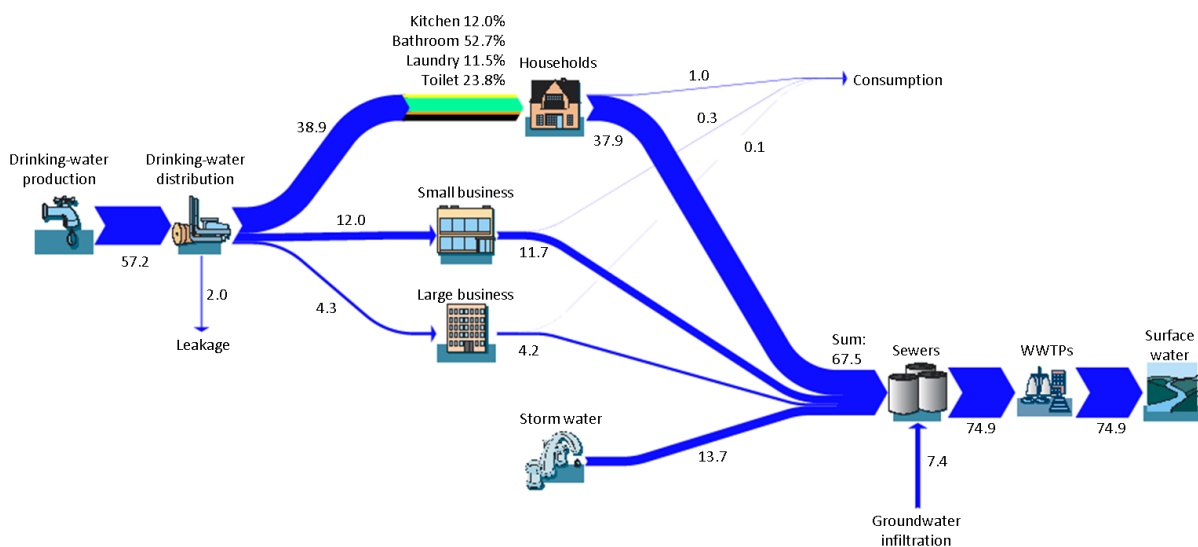 Kitchen 12.0%
Bathroom 52.7%
Laundry 11.5%
Toilet 23.8%
Households
1.0
Consumption
0.3
0.1
38.9
37.9
Drinking-water
production
Drinking-water
distribution
57.2
2.0
Leakage
Small business
12.0
11.7
Large business
4.3
4.2
Storm water
13.7
Sum:
67.5
Sewers
74.9
WWTPs
74.9
Surface
water
7.4
Groundwater
infiltration